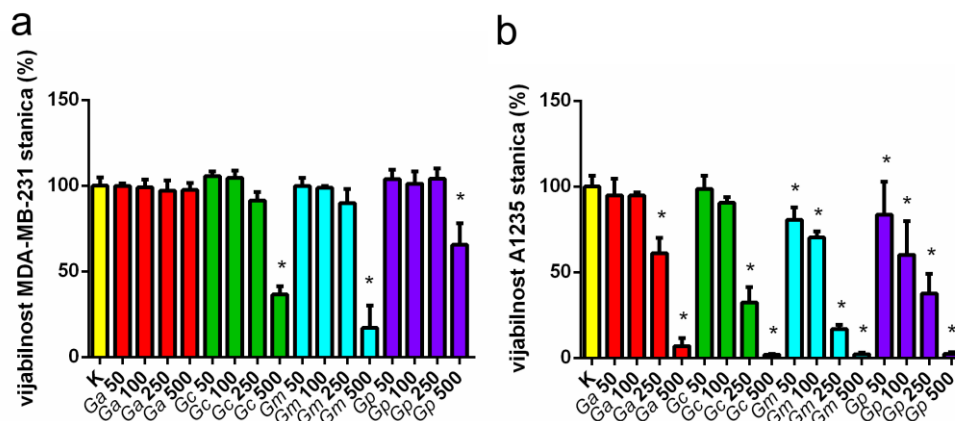 a
vijabilnost MDA-MB-231 stanica (%)
150
100
50
0
* * *
K
Ga 50
Ga 100
Ga 250
Ga 500
Gc 50
Gc 100
Gc 250
Gc 500
Gm 50
Gm 100
Gm 250
Gm 500
Gp 50
Gp 100
Gp 250
Gp 500
b
vijabilnost A1235 stanica (%)
150
100
50
0
* * * * * * * * * * * *
K
Ga 50
Ga 100
Ga 250
Ga 500
Gc 50
Gc 100
Gc 250
Gc 500
Gm 50
Gm 100
Gm 250
Gm 500
Gp 50
Gp 100
Gp 250
Gp 500